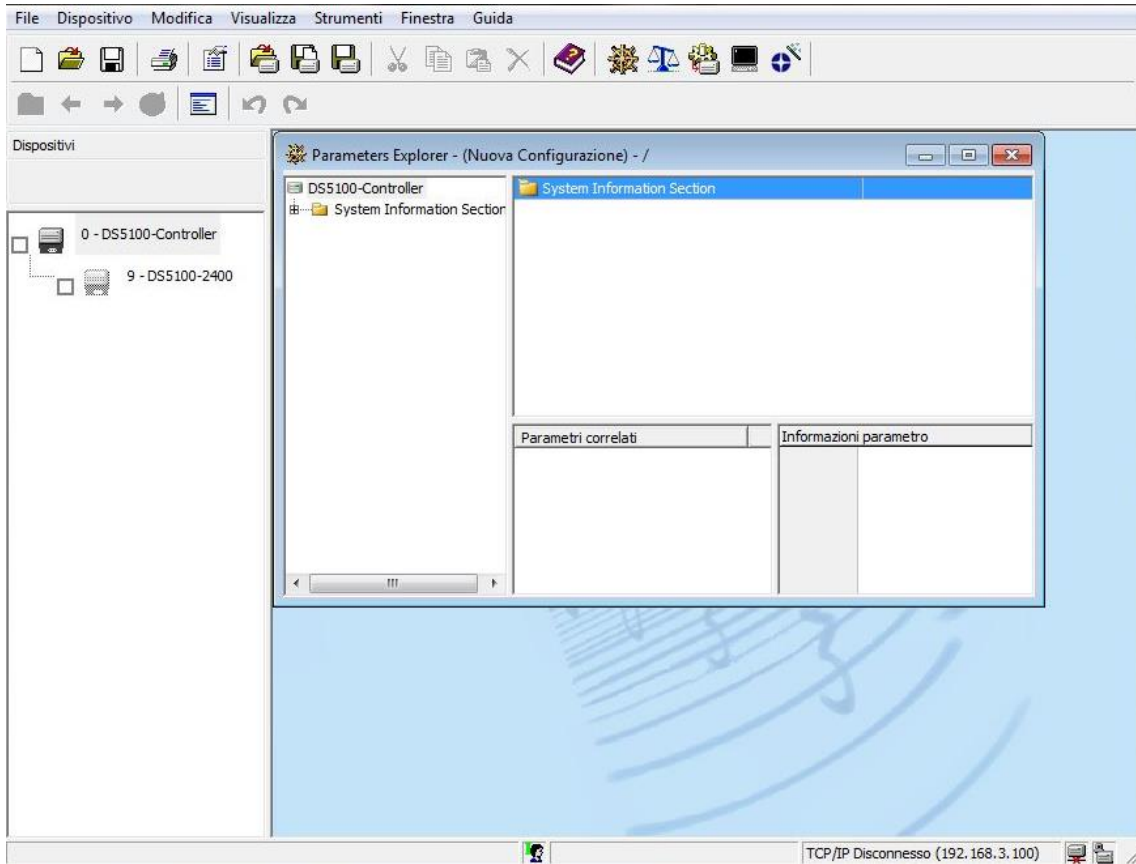 File Dispositivo Modifica Visualizza Strumenti Finestra Guida
Dispositivi
0 - DS5100-Controller
9 - DS5100-2400
Parameters Explorer - (Nuova Configurazione) - /
DS5100-Controller
System Information Section
System Information Section
Parametri correlati
Informazioni parametro
TCP/IP Disconnesso (192.168.3.100)